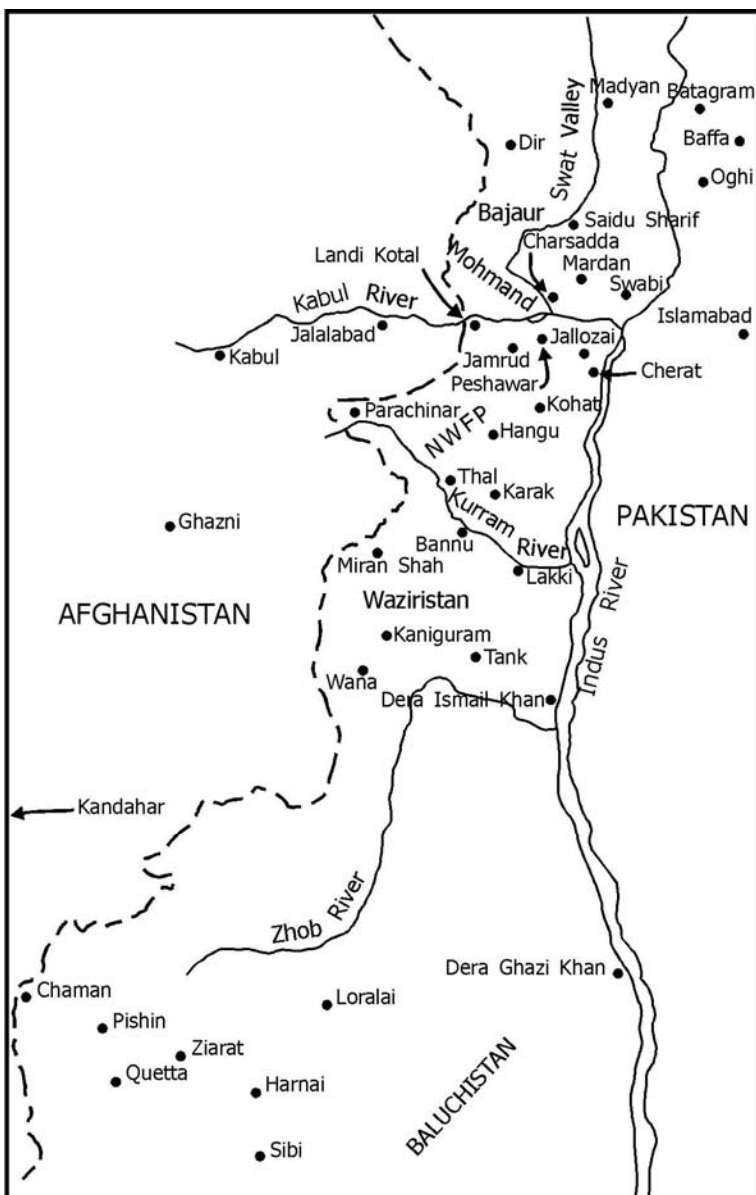 Madyan
Batagram
Swat Valley
Dir
Baffa
Oghi
Bajaur
Saidu Sharif
Charsadda
Landi Kotal
Mohmand
Mardan
Swabi
Kabul River
Islamabad
Jalalabad
Jallozai
Kabul
Jamrud
Cherat
Peshawar
Parachinar
Kohat
NWFP
Hangu
Thal
Karak
Kurram River
Ghazni
PAKISTAN
Bannu
Miran Shah
Lakki
Waziristan
AFGHANISTAN
Kaniguram
Indus River
Tank
Wana
Dera Ismail Khan
Kandahar
Zhob River
Dera Ghazi Khan
Chaman
Loralai
Pishin
Ziarat
Quetta
Harnai
BALUCHISTAN
Sibi